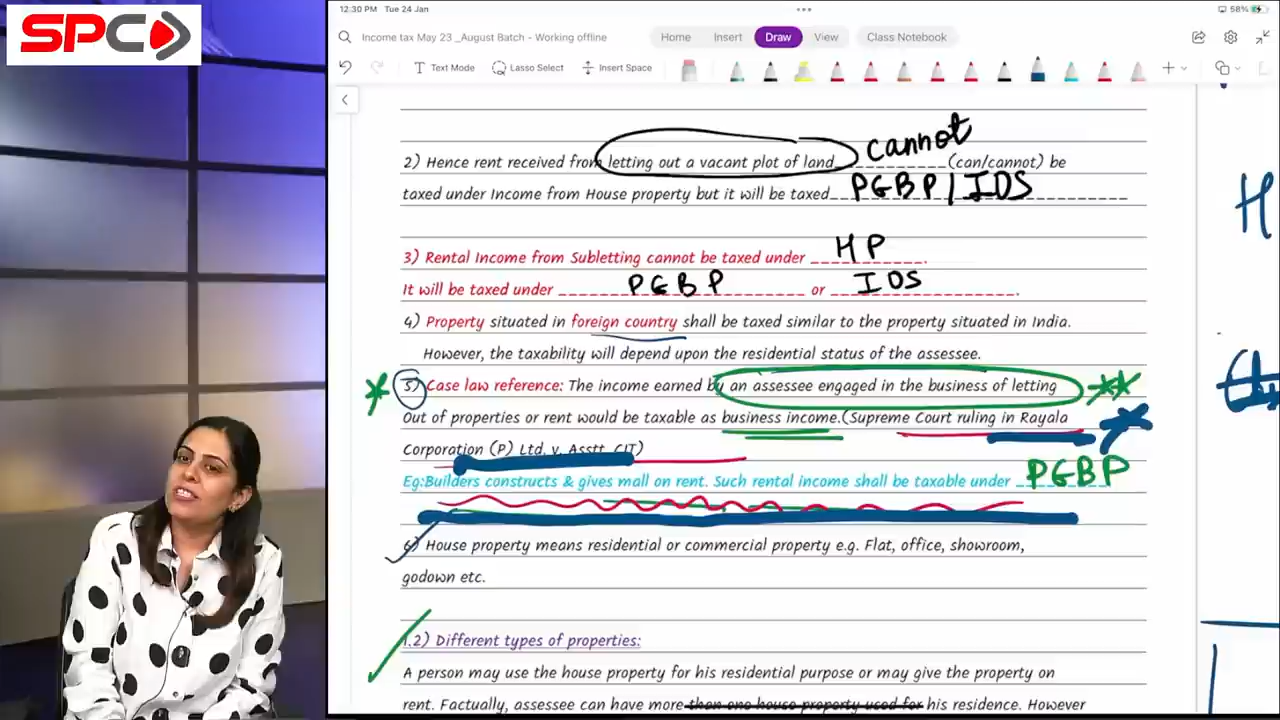 SPC
12:30 PM Tue 24 Jan
58%
Income tax May 23 _August Batch - Working offline
Home Insert Draw View Class Notebook
Text Mode Lasso Select Insert Space
2) Hence rent received from letting out a vacant plot of land cannot (can/cannot) be
taxed under Income from House property but it will be taxed PGBP/IOS
3) Rental Income from Subletting cannot be taxed under HP.
It will be taxed under PGBP or IOS.
4) Property situated in foreign country shall be taxed similar to the property situated in India.
However, the taxability will depend upon the residential status of the assessee.
5) Case law reference: The income earned by an assessee engaged in the business of letting
Out of properties or rent would be taxable as business income.(Supreme Court ruling in Rayala
Corporation (P) Ltd. v. Asstt. CIT)
Eg:Builders constructs & gives mall on rent. Such rental income shall be taxable under PGBP
6) House property means residential or commercial property e.g. Flat, office, showroom,
godown etc.
1.2) Different types of properties:
A person may use the house property for his residential purpose or may give the property on
rent. Factually, assessee can have more than one house property used for his residence. However
H